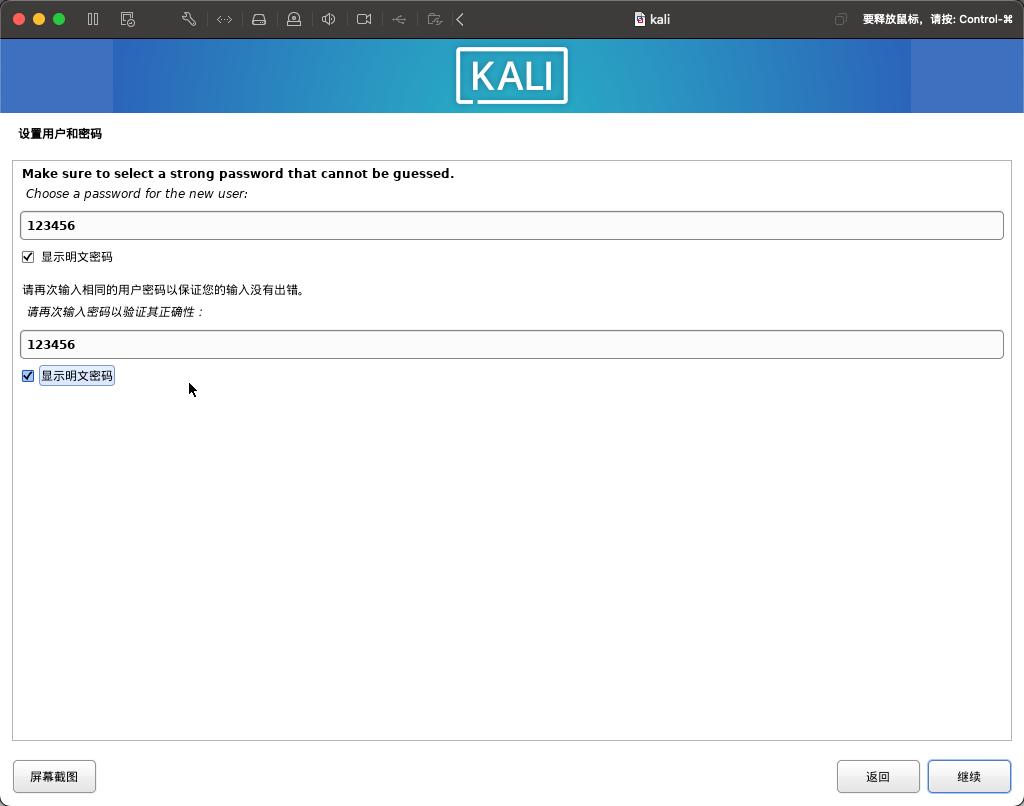 kali
要释放鼠标，请按: Control-⌘
KALI
设置用户和密码
Make sure to select a strong password that cannot be guessed.
Choose a password for the new user:
123456
显示明文密码
请再次输入相同的用户密码以保证您的输入没有出错。
请再次输入密码以验证其正确性：
123456
显示明文密码
屏幕截图
返回
继续